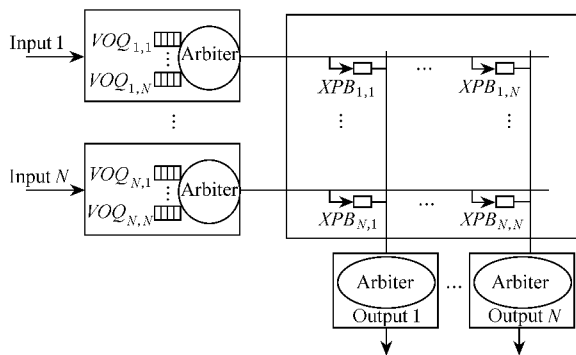 Input 1
VOQ1,1
⋮
VOQ1,N
Arbiter
XPB1,1
...
XPB1,N
⋮
⋮
⋮
Input N
VOQN,1
⋮
VOQN,N
Arbiter
XPBN,1
...
XPBN,N
...
Arbiter
Output 1
...
Arbiter
Output N